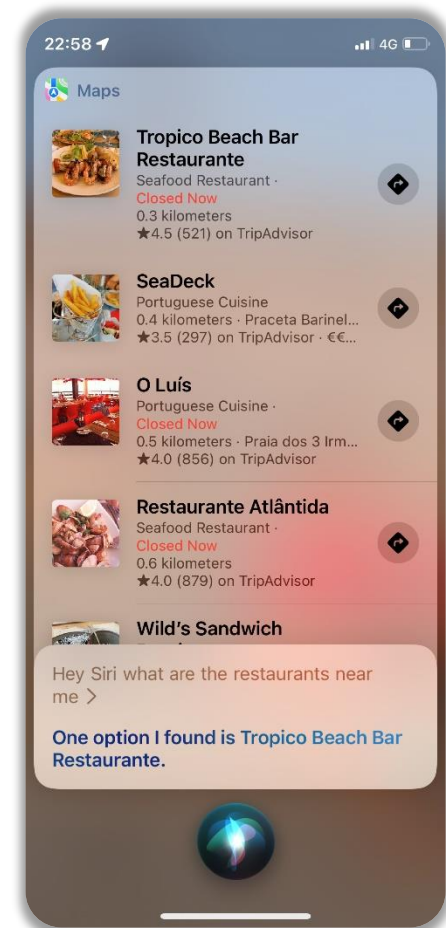 22:58
4G
Maps
Tropico Beach Bar
Restaurante
Seafood Restaurant ·
Closed Now
0.3 kilometers
★4.5 (521) on TripAdvisor
SeaDeck
Portuguese Cuisine
0.4 kilometers · Praceta Barinel...
★3.5 (297) on TripAdvisor · €€...
O Luís
Portuguese Cuisine ·
Closed Now
0.5 kilometers · Praia dos 3 Irm...
★4.0 (856) on TripAdvisor
Restaurante Atlântida
Seafood Restaurant ·
Closed Now
0.6 kilometers
★4.0 (879) on TripAdvisor
Wild's Sandwich
Hey Siri what are the restaurants near
me >
One option I found is Tropico Beach Bar
Restaurante.